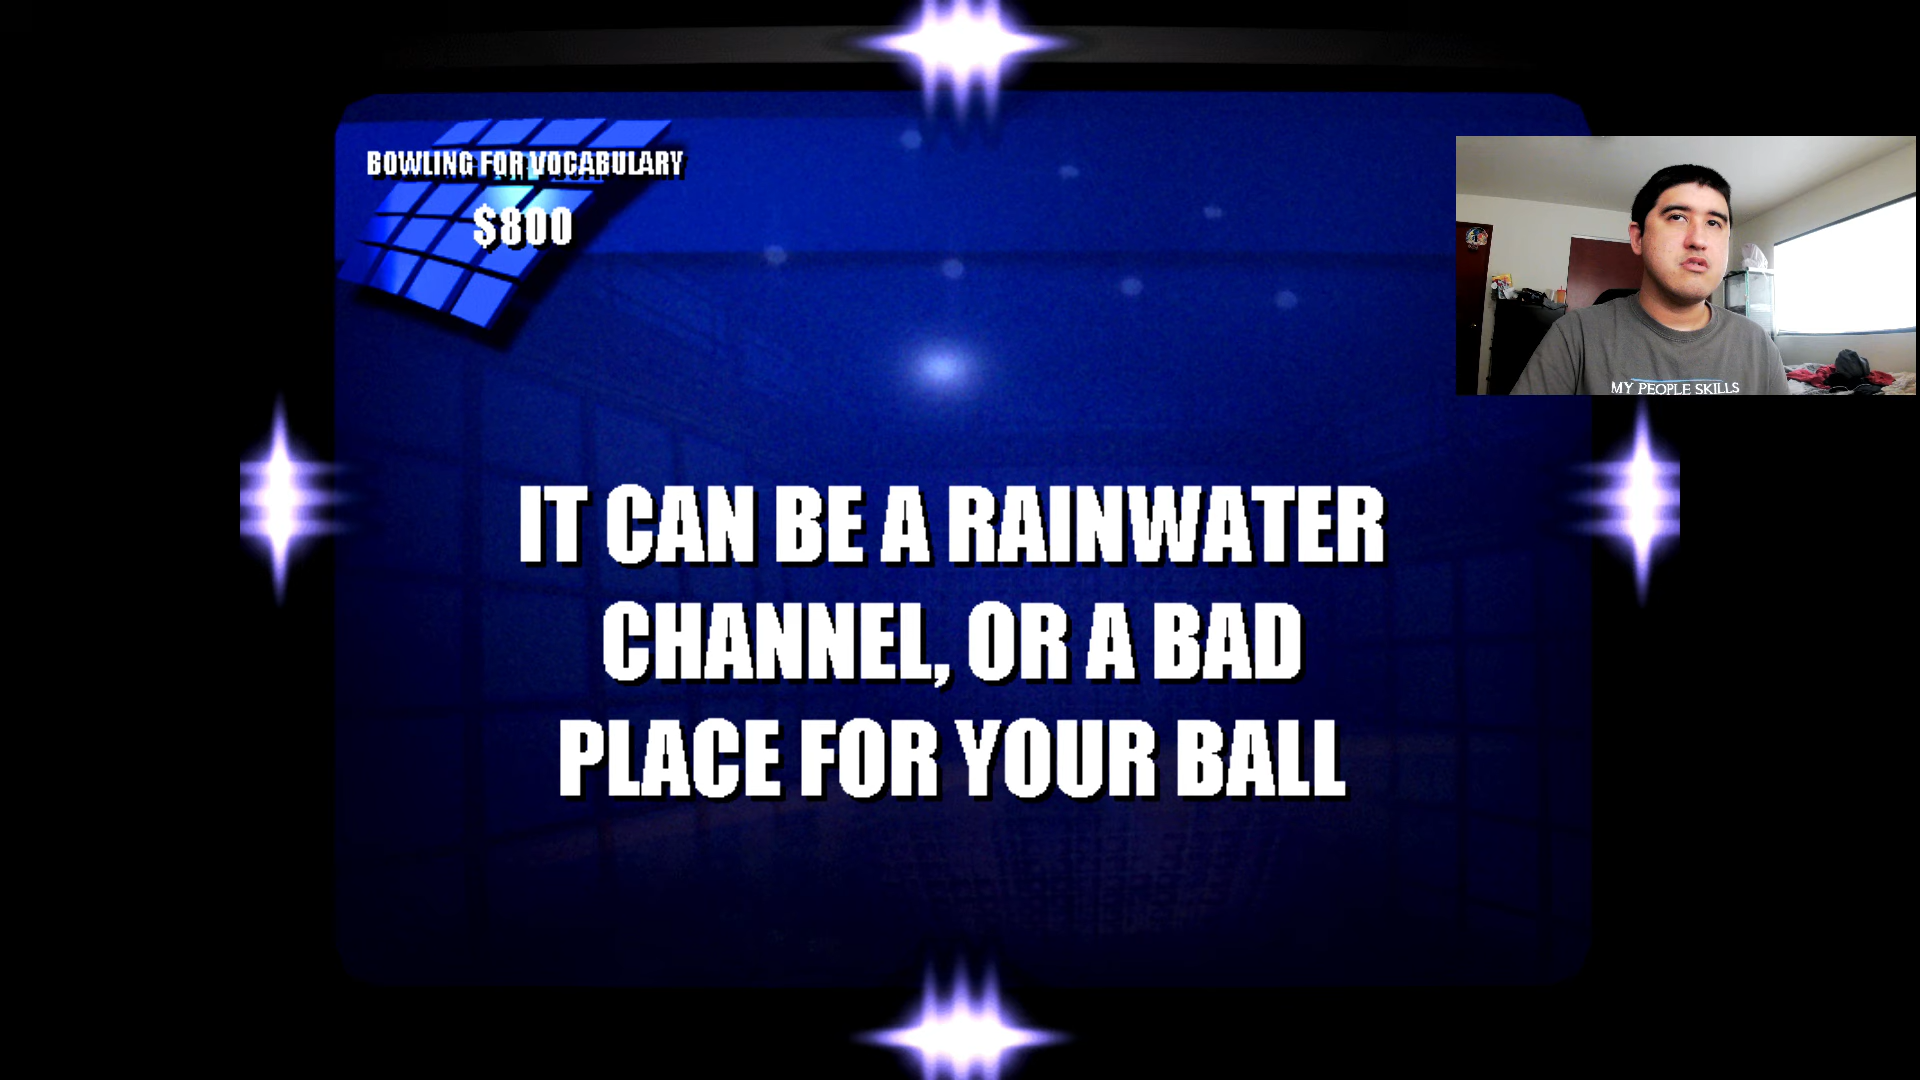 BOWLING FOR VOCABULARY
$800
MY PEOPLE SKILLS
IT CAN BE A RAINWATER
CHANNEL, OR A BAD
PLACE FOR YOUR BALL